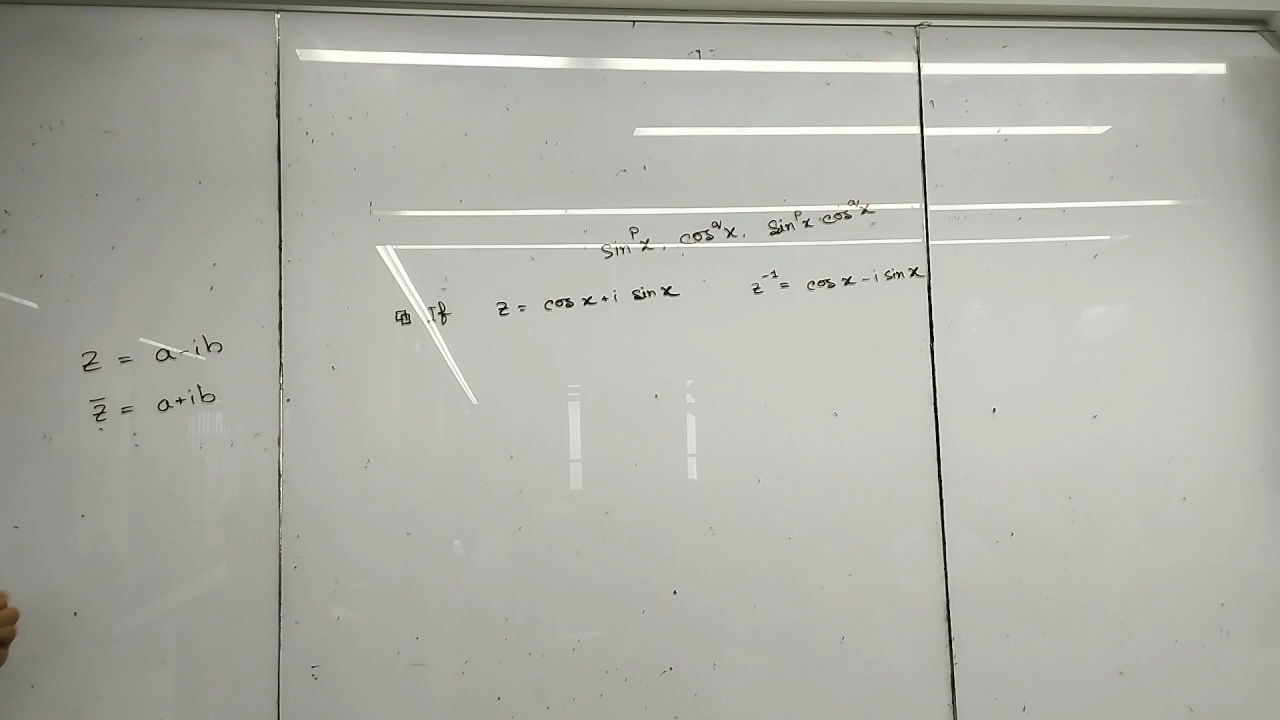 sin^p x, cos^q x, sin^p x cos^q x
If z = cos x + i sin x z^-1 = cos x - i sin x
z = a - ib
z̄ = a + ib